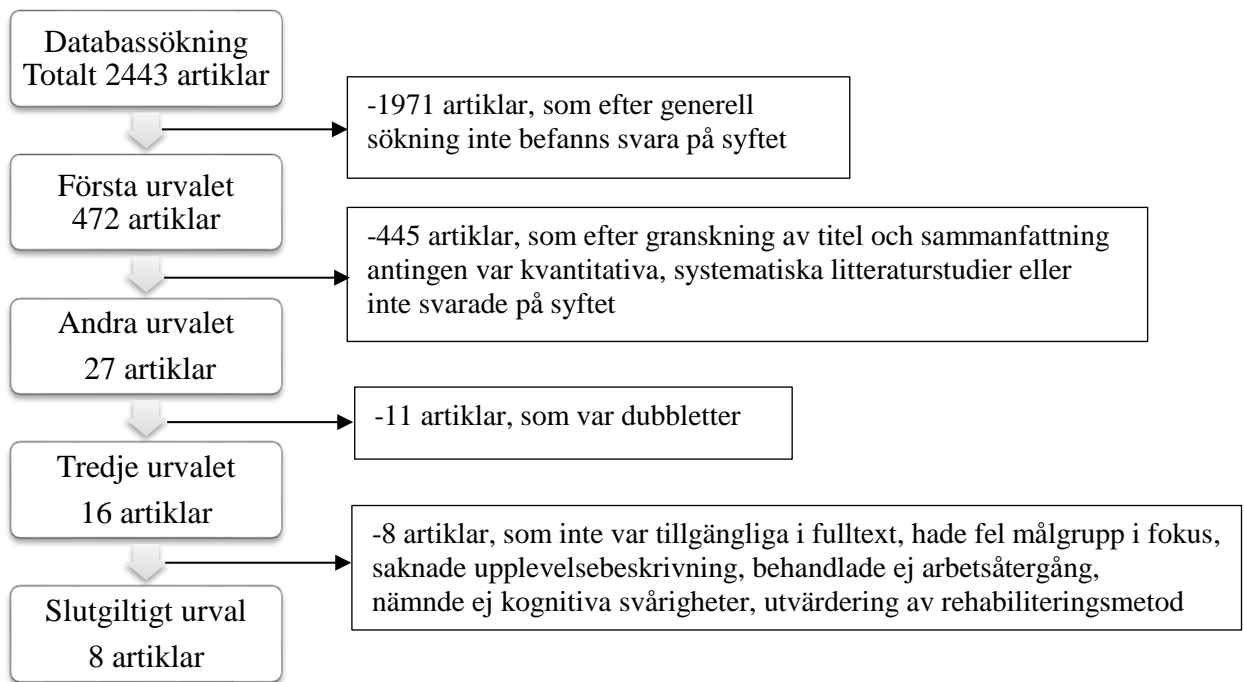 Databassökning
Totalt 2443 artiklar
-1971 artiklar, som efter generell
sökning inte befanns svara på syftet
Första urvalet
472 artiklar
-445 artiklar, som efter granskning av titel och sammanfattning
antingen var kvantitativa, systematiska litteraturstudier eller
inte svarade på syftet
Andra urvalet
27 artiklar
-11 artiklar, som var dubbletter
Tredje urvalet
16 artiklar
-8 artiklar, som inte var tillgängliga i fulltext, hade fel målgrupp i fokus,
saknade upplevelsebeskrivning, behandlade ej arbetsåtergång,
nämnde ej kognitiva svårigheter, utvärdering av rehabiliteringsmetod
Slutgiltigt urval
8 artiklar